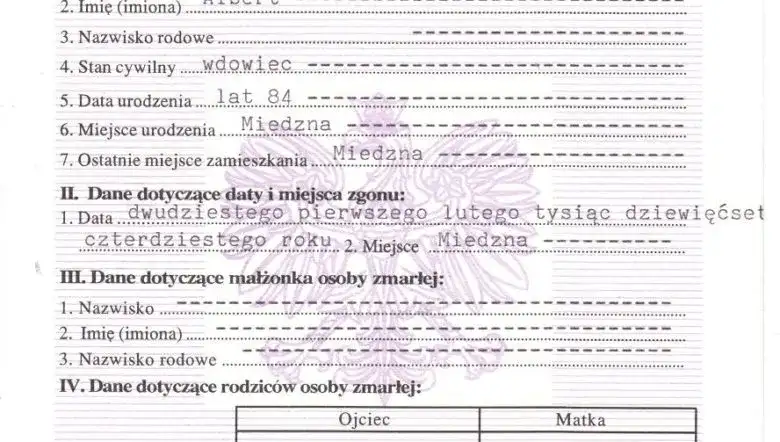 2. Imię (imiona) Albert
3. Nazwisko rodowe
4. Stan cywilny wdowiec
5. Data urodzenia lat 84
6. Miejsce urodzenia Miedzna
7. Ostatnie miejsce zamieszkania Miedzna
II. Dane dotyczące daty i miejsca zgonu:
1. Data dwudziestego pierwszego lutego tysiąc dziewięćset
czterdziestego roku 2. Miejsce Miedzna
III. Dane dotyczące małżonka osoby zmarłej:
1. Nazwisko
2. Imię (imiona)
3. Nazwisko rodowe
IV. Dane dotyczące rodziców osoby zmarłej:
Ojciec Matka